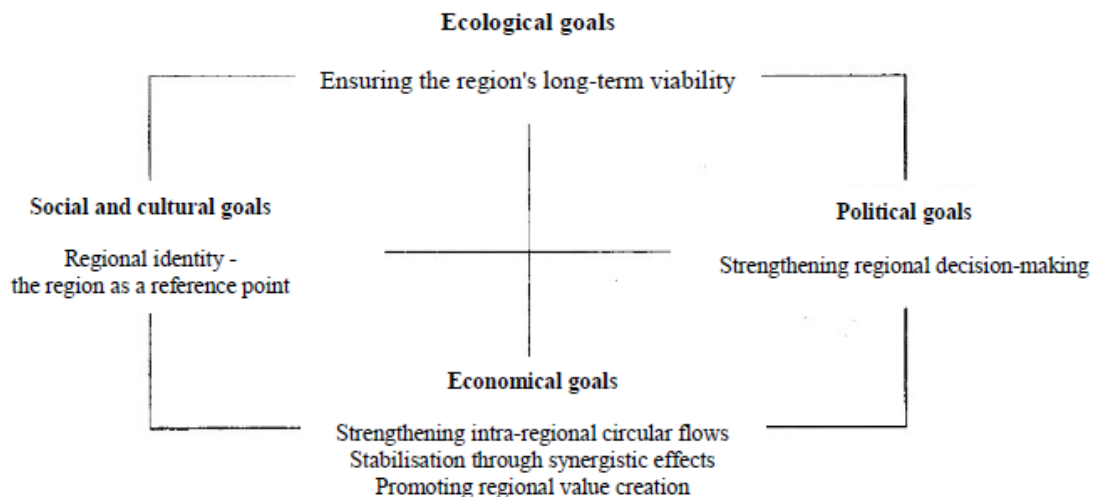 Ecological goals
Ensuring the region's long-term viability
Social and cultural goals
Regional identity -
the region as a reference point
Political goals
Strengthening regional decision-making
Economical goals
Strengthening intra-regional circular flows
Stabilisation through synergistic effects
Promoting regional value creation